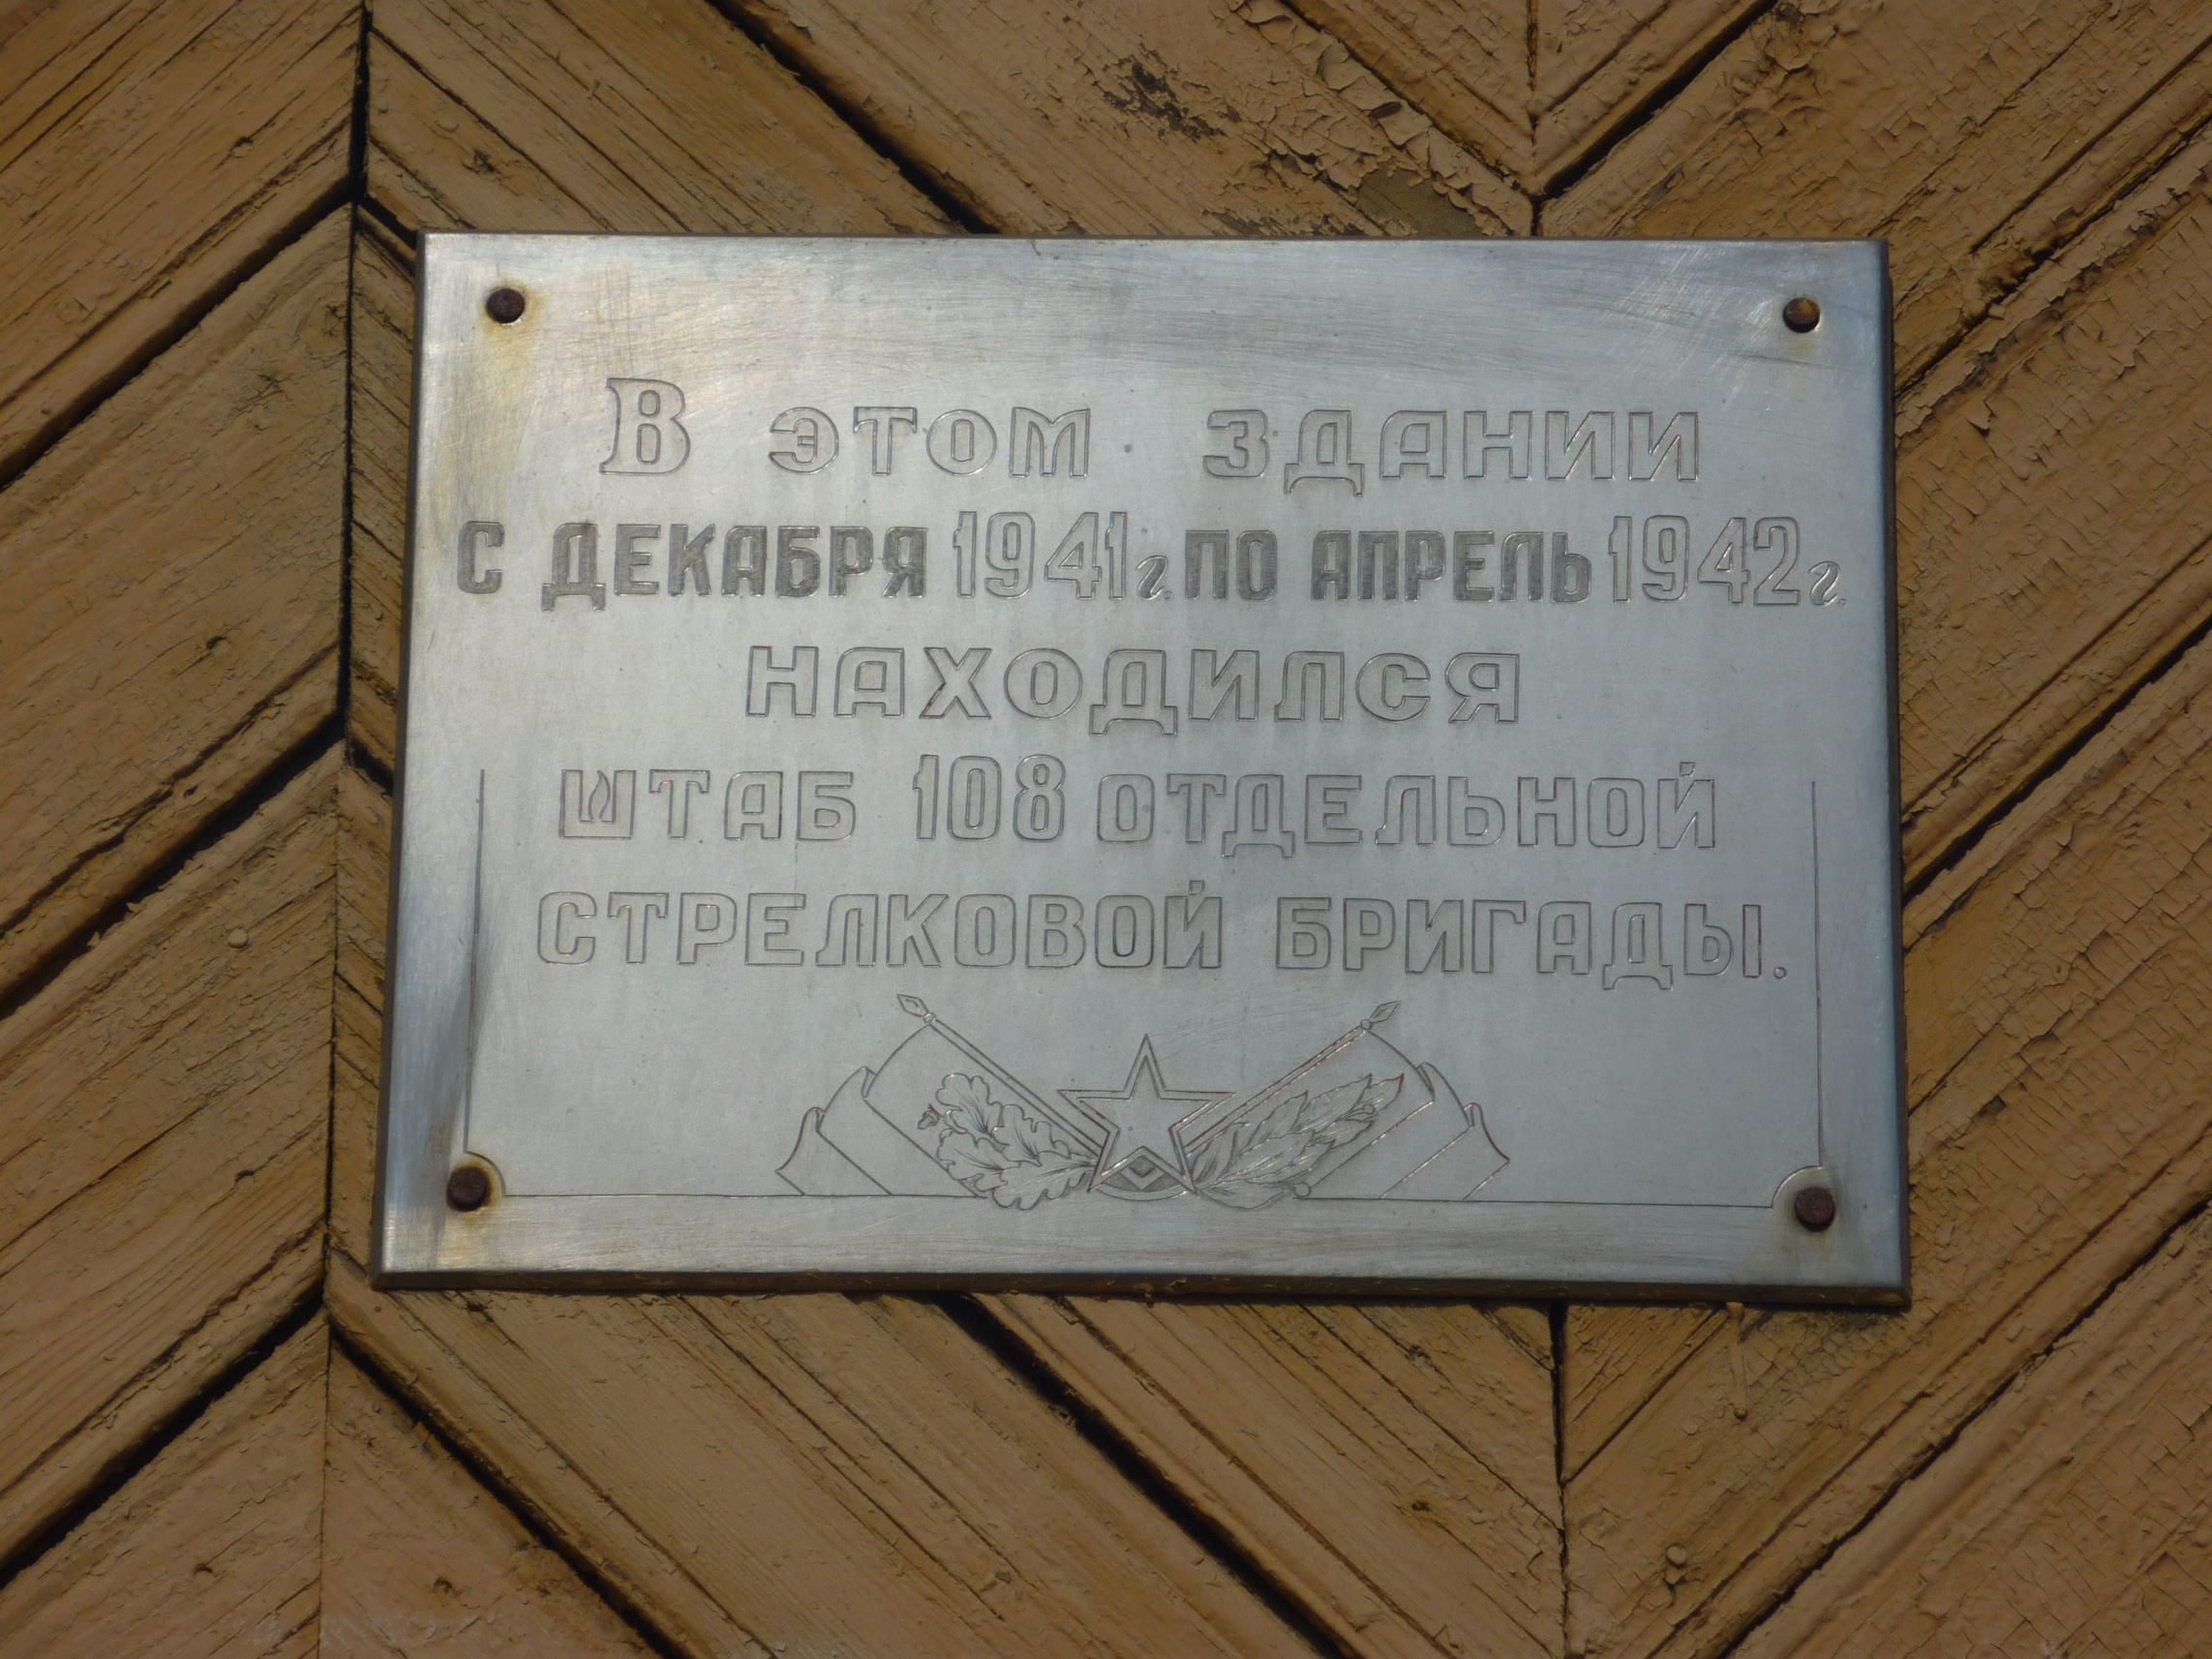 В ЭТОМ ЗДАНИИ
С ДЕКАБРЯ 1941г. ПО АПРЕЛЬ 1942г.
НАХОДИЛСЯ
ШТАБ 108 ОТДЕЛЬНОЙ
СТРЕЛКОВОЙ БРИГАДЫ.